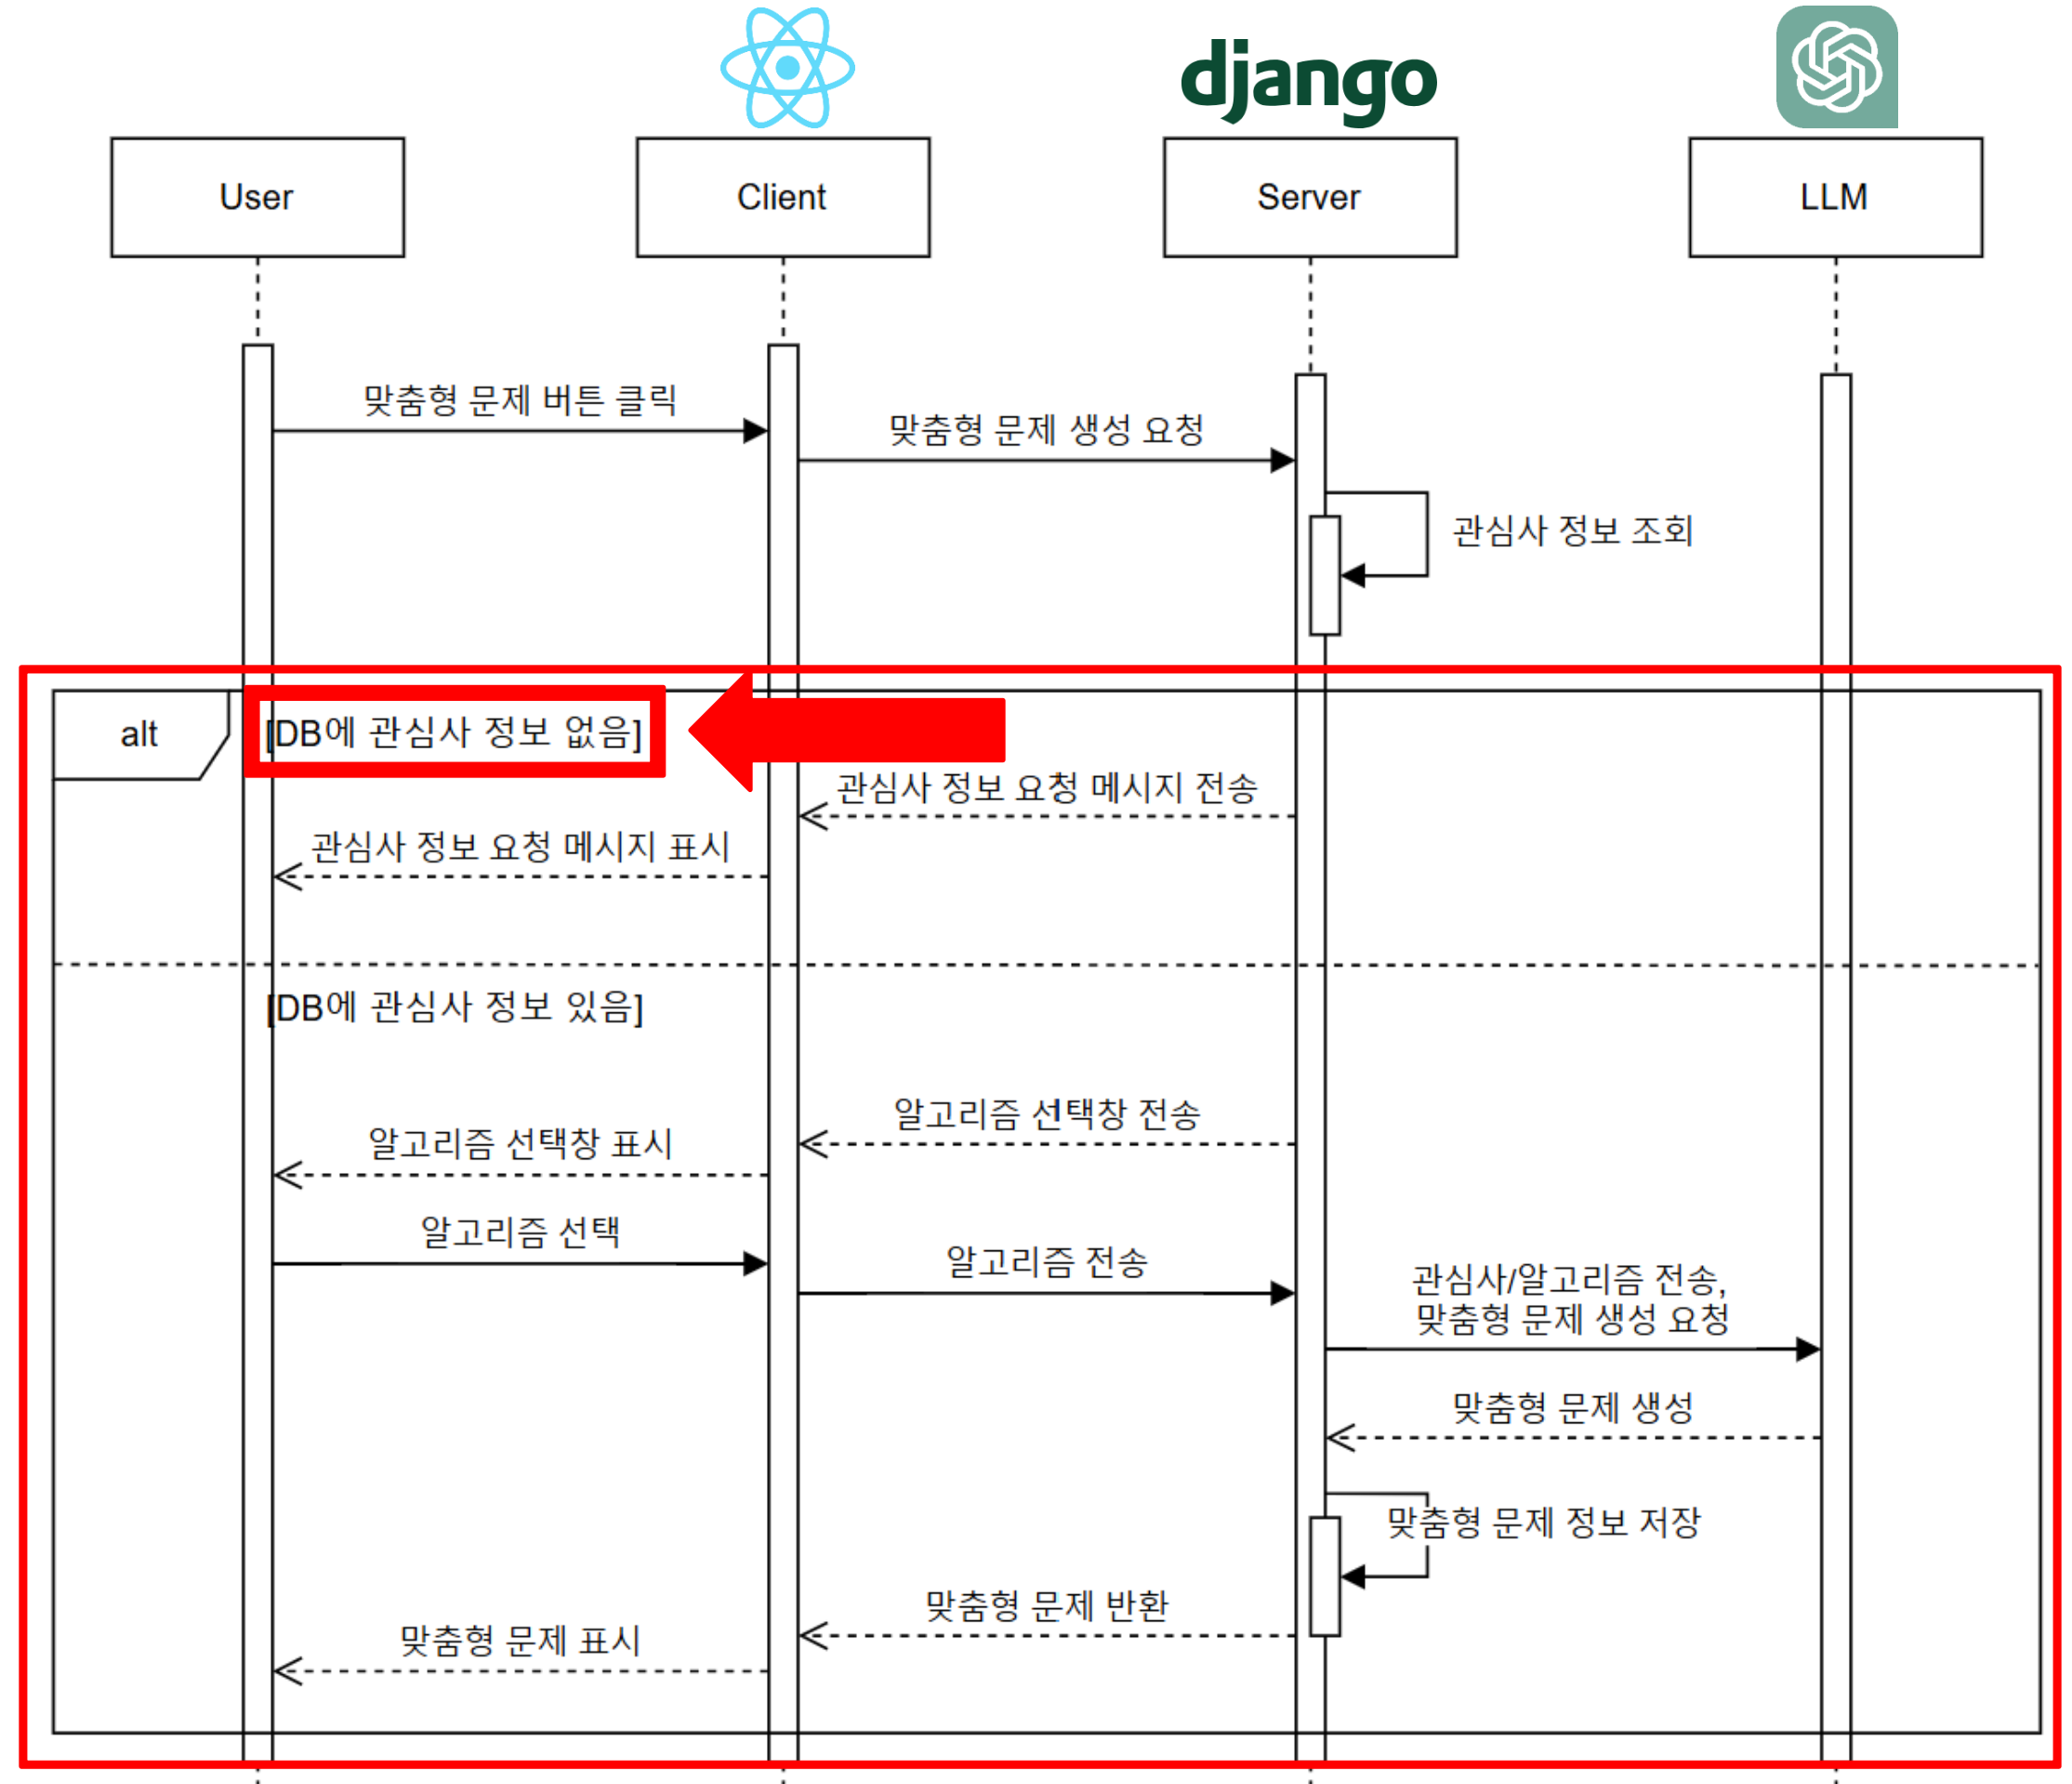 django
User
Client
Server
LLM
맞춤형 문제 버튼 클릭
맞춤형 문제 생성 요청
관심사 정보 조회
alt
[DB에 관심사 정보 없음]
관심사 정보 요청 메시지 전송
관심사 정보 요청 메시지 표시
[DB에 관심사 정보 있음]
알고리즘 선택창 전송
알고리즘 선택창 표시
알고리즘 선택
알고리즘 전송
관심사/알고리즘 전송,
맞춤형 문제 생성 요청
맞춤형 문제 생성
맞춤형 문제 정보 저장
맞춤형 문제 반환
맞춤형 문제 표시